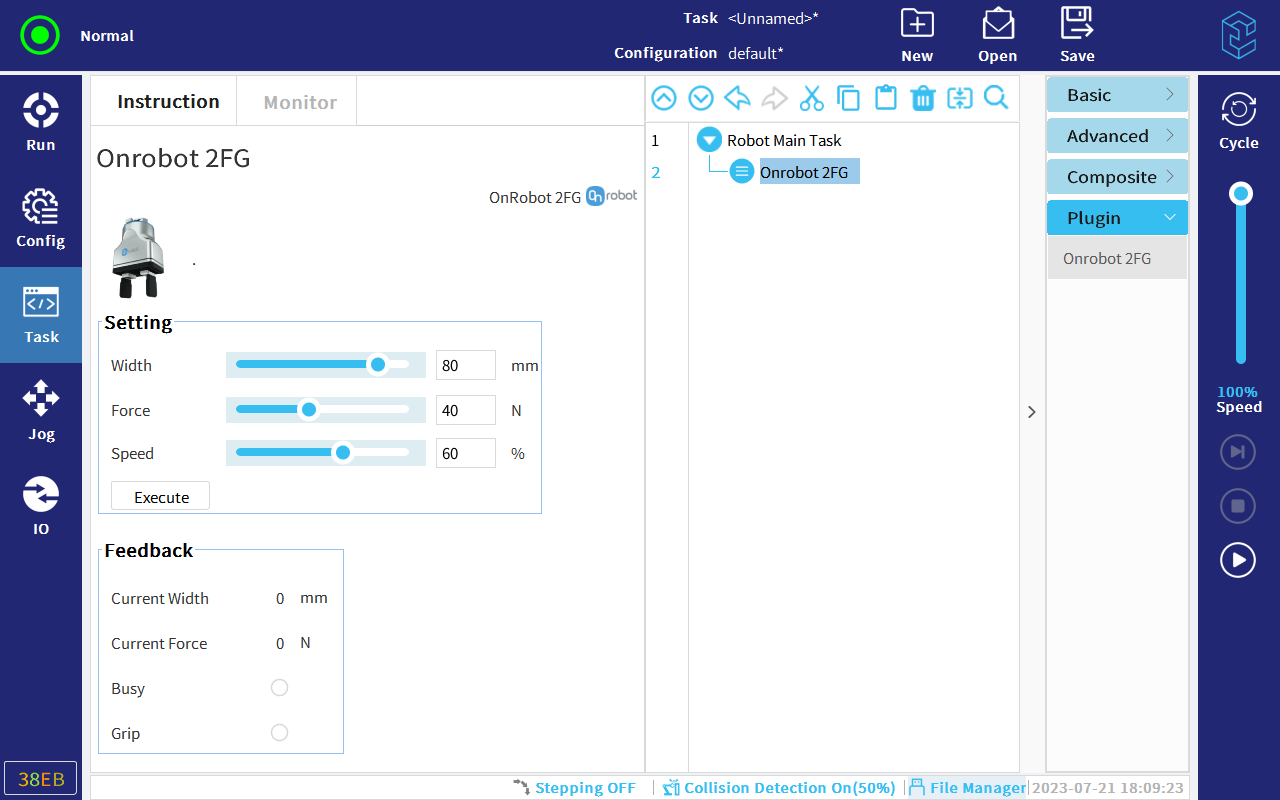 Normal
Task <Unnamed>*
Configuration default*
New
Open
Save
Run
Config
Task
Jog
IO
38EB
Instruction
Monitor
Onrobot 2FG
OnRobot 2FG On robot
.
Setting
Width 80 mm
Force 40 N
Speed 60 %
Execute
Feedback
Current Width 0 mm
Current Force 0 N
Busy
Grip
1 Robot Main Task
2 Onrobot 2FG
Basic
Advanced
Composite
Plugin
Onrobot 2FG
Cycle
100%
Speed
Stepping OFF
Collision Detection On(50%)
File Manager
2023-07-21 18:09:23